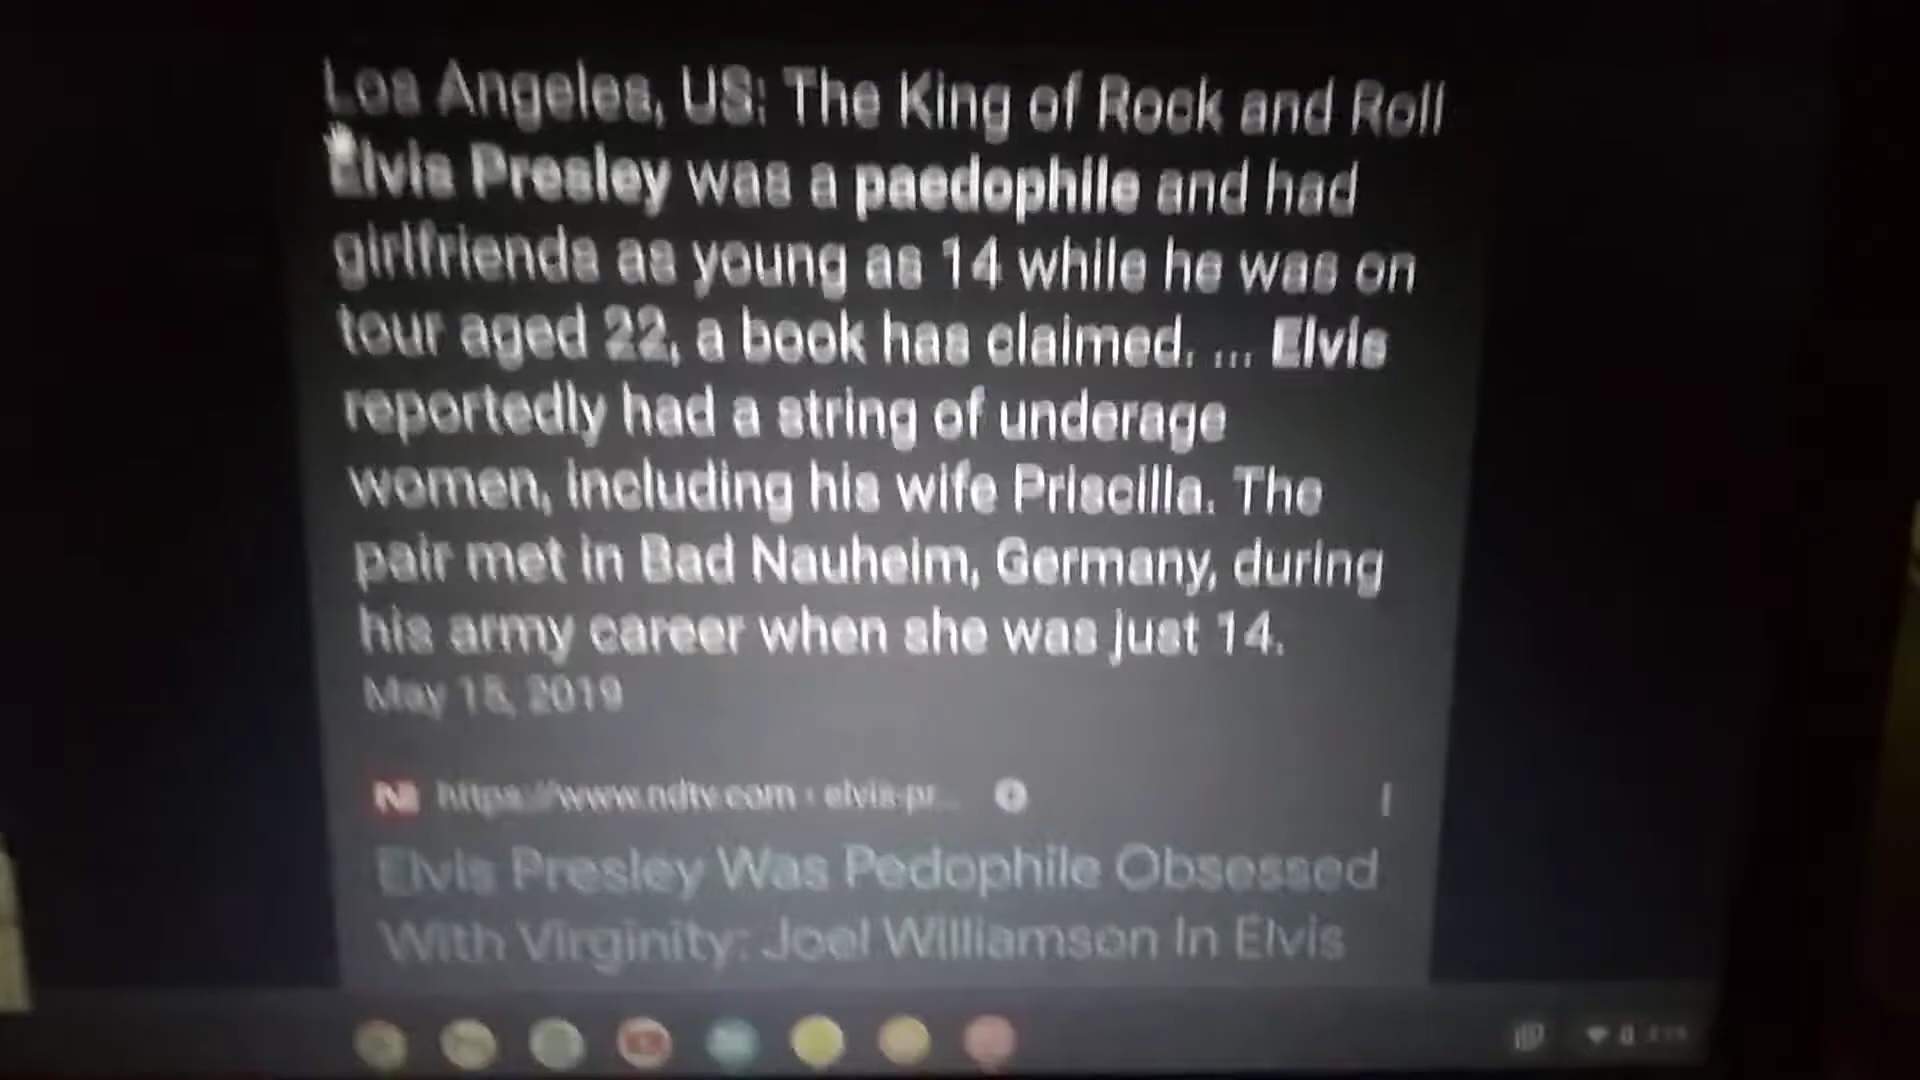 Los Angeles, US: The King of Rock and Roll
Elvis Presley was a paedophile and had
girlfriends as young as 14 while he was on
tour aged 22, a book has claimed. ... Elvis
reportedly had a string of underage
women, including his wife Priscilla. The
pair met in Bad Nauheim, Germany, during
his army career when she was just 14.
May 15, 2019
https://www.ndtv.com › elvis-pr...
Elvis Presley Was Pedophile Obsessed
With Virginity: Joel Williamson In Elvis